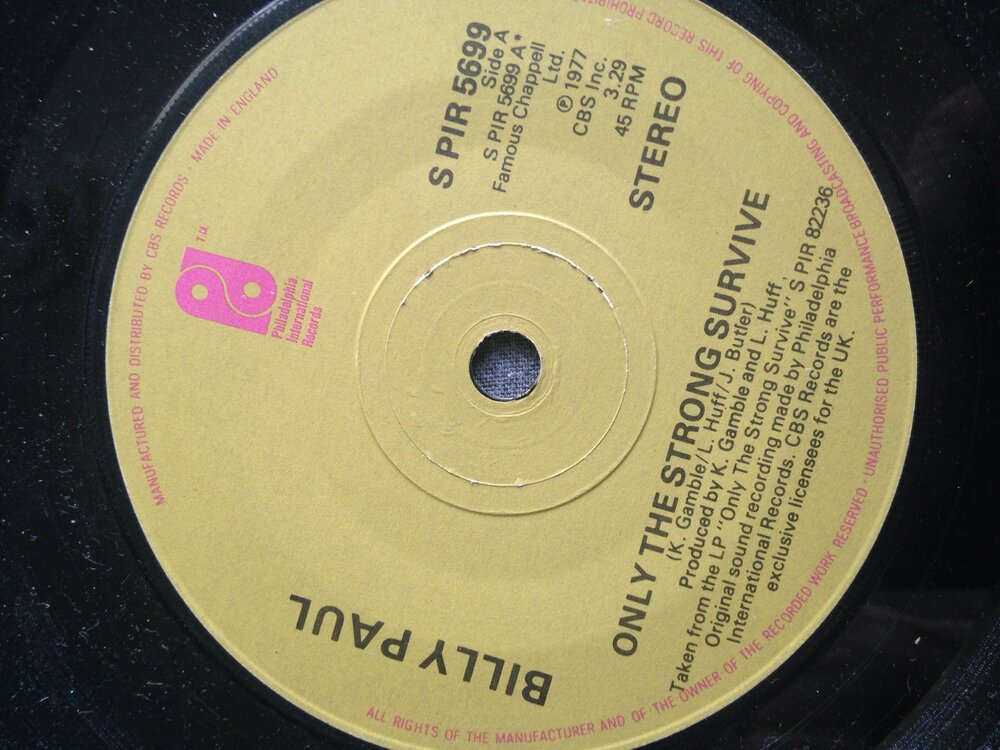 MANUFACTURED AND DISTRIBUTED BY CBS RECORDS · MADE IN ENGLAND
T.M.
Philadelphia
International
Records
S PIR 5699
Side A
S PIR 5699 A*
Famous Chappell
Ltd.
℗ 1977
CBS Inc.
3.29
45 RPM
STEREO
BILLY PAUL
ONLY THE STRONG SURVIVE
(K. Gamble/L. Huff/J. Butler)
Produced by K. Gamble and L. Huff
Taken from the LP "Only The Strong Survive" S PIR 82236
Original sound recording made by Philadelphia
International Records. CBS Records are the
exclusive licensees for the UK.
ALL RIGHTS OF THE MANUFACTURER AND OF THE OWNER OF THE RECORDED WORK RESERVED · UNAUTHORISED PUBLIC PERFORMANCE BROADCASTING AND COPYING OF THIS RECORD PROHIBITED